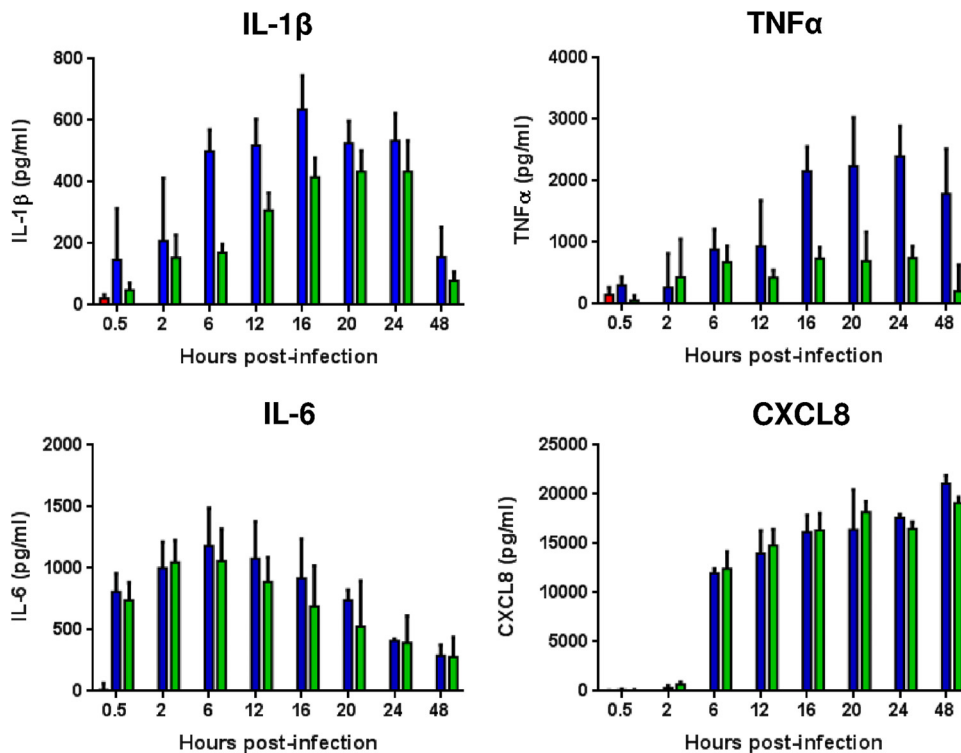 IL-1β
800
600
400
200
0
IL-1β (pg/ml)
0.5 2 6 12 16 20 24 48
Hours post-infection
TNFα
4000
3000
2000
1000
0
TNFα (pg/ml)
0.5 2 6 12 16 20 24 48
Hours post-infection
IL-6
2000
1500
1000
500
0
IL-6 (pg/ml)
0.5 2 6 12 16 20 24 48
Hours post-infection
CXCL8
25000
20000
15000
10000
5000
0
CXCL8 (pg/ml)
0.5 2 6 12 16 20 24 48
Hours post-infection